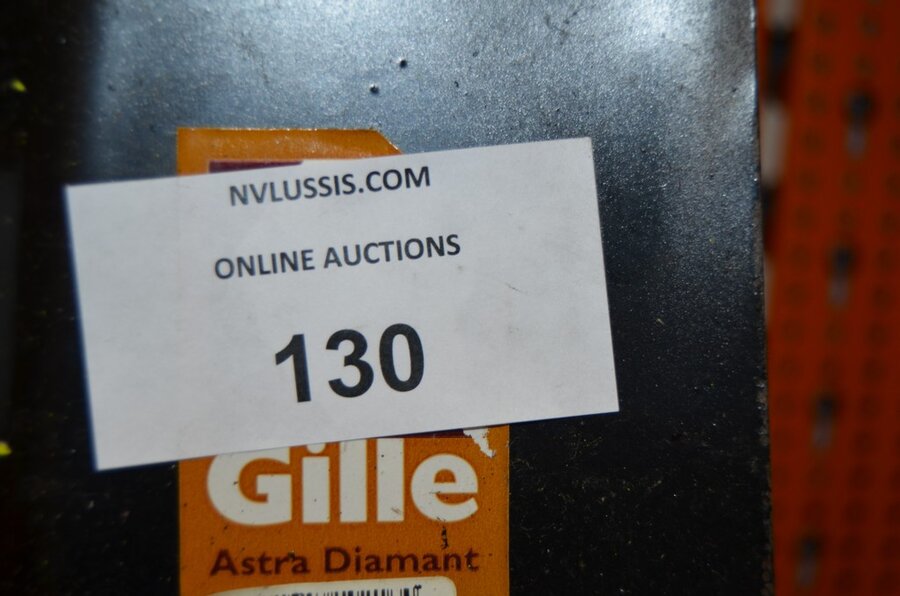 NVLUSSIS.COM
ONLINE AUCTIONS
130
Gille
Astra Diamant